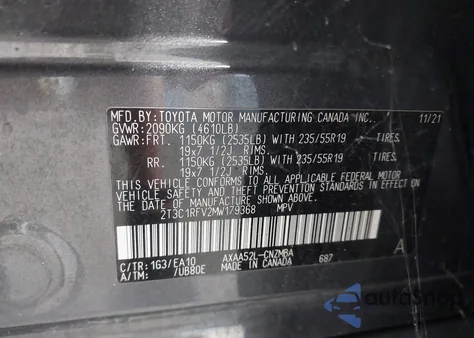 MFD.BY:TOYOTA MOTOR MANUFACTURING CANADA INC. 11/21
GVWR:2090KG (4610LB)
GAWR:FRT. 1150KG (2535LB) WITH 235/55R19 TIRES.
19x7 1/2J RIMS.
RR. 1150KG (2535LB) WITH 235/55R19 TIRES.
19x7 1/2J RIMS.
THIS VEHICLE CONFORMS TO ALL APPLICABLE FEDERAL MOTOR
VEHICLE SAFETY AND THEFT PREVENTION STANDARDS IN
EFFECT ON THE DATE OF MANUFACTURE SHOWN ABOVE.
2T3C1RFV2MW179368 MPV
A
C/TR:1G3/EA10 AXAA52L-CNZMBA 687
A/TM: 7UB80E MADE IN CANADA
autaSnap